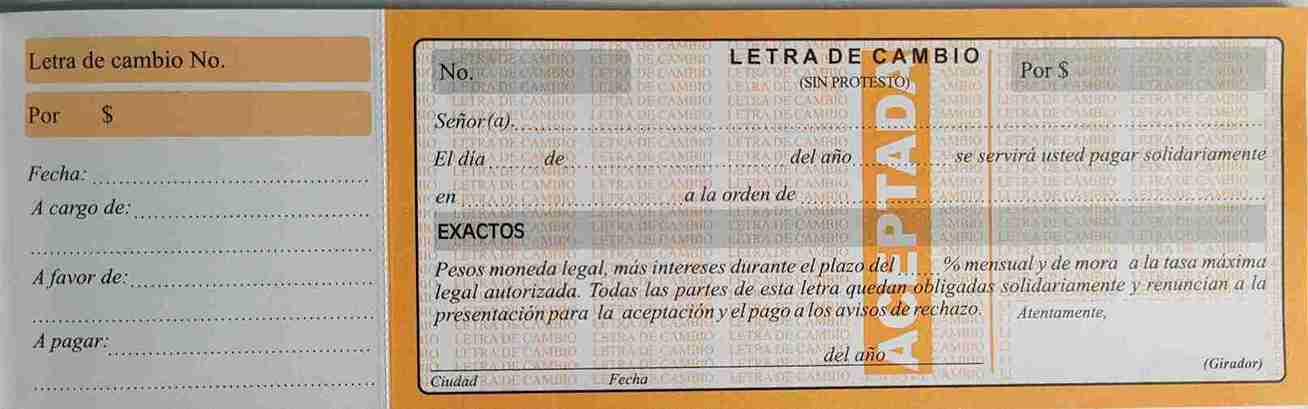 Letra de cambio No.
Por $
Fecha:
A cargo de:
A favor de:
A pagar:
LETRA DE CAMBIO
(SIN PROTESTO)
No.
Por $
Señor(a).
El día de del año se servirá usted pagar solidariamente
en a la orden de
EXACTOS
Pesos moneda legal, más intereses durante el plazo del % mensual y de mora a la tasa máxima
legal autorizada. Todas las partes de esta letra quedan obligadas solidariamente y renuncian a la
presentación para la aceptación y el pago a los avisos de rechazo.
Atentamente,
del año
Ciudad Fecha
(Girador)
ACEPTADA